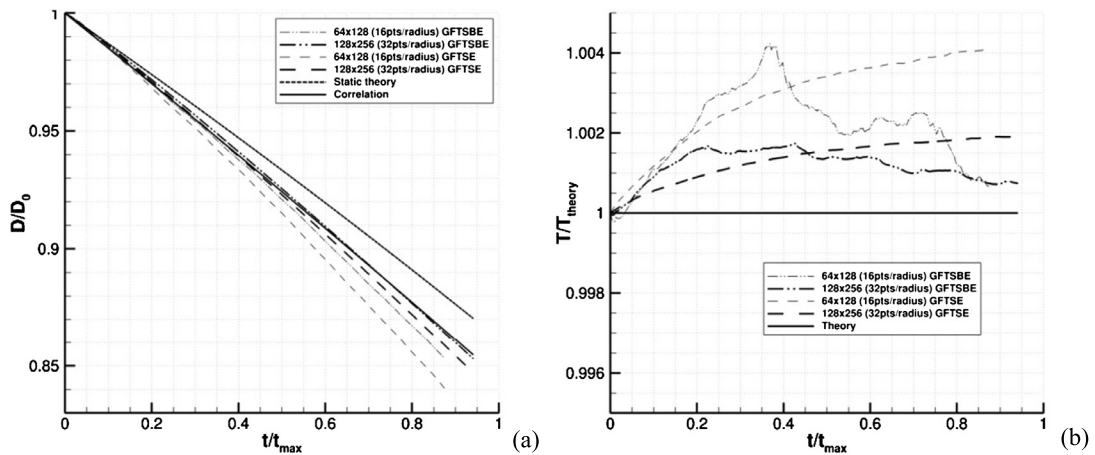 1
0.95
0.9
0.85
D/D0
0 0.2 0.4 0.6 0.8 1
t/tmax
64x128 (16pts/radius) GFTSBE
128x256 (32pts/radius) GFTSBE
64x128 (16pts/radius) GFTSE
128x256 (32pts/radius) GFTSE
Static theory
Correlation
(a)
1.004
1.002
1
0.998
0.996
T/Ttheory
0 0.2 0.4 0.6 0.8 1
t/tmax
64x128 (16pts/radius) GFTSBE
128x256 (32pts/radius) GFTSBE
64x128 (16pts/radius) GFTSE
128x256 (32pts/radius) GFTSE
Theory
(b)